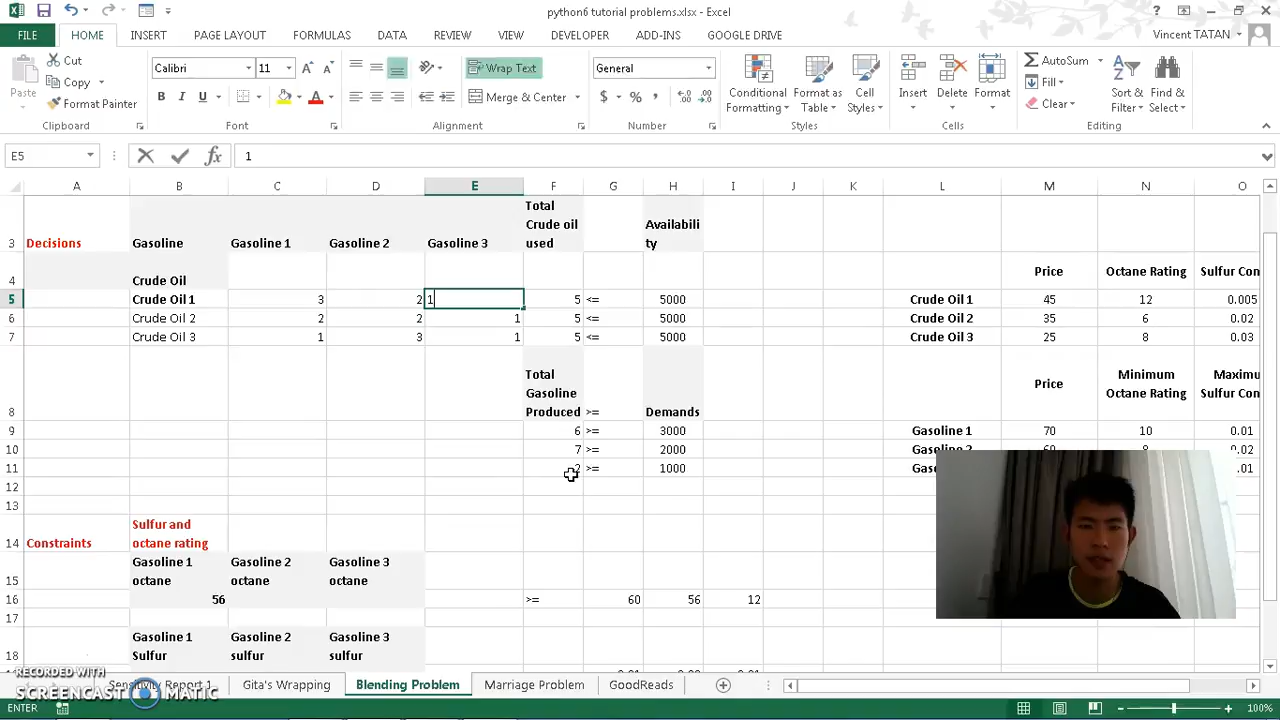 python6 tutorial problems.xlsx - Excel
FILE HOME INSERT PAGE LAYOUT FORMULAS DATA REVIEW VIEW DEVELOPER ADD-INS GOOGLE DRIVE Vincent TATAN
Paste Cut Copy Format Painter
Calibri 11 Wrap Text General AutoSum
B I U Merge & Center $ % , Conditional Formatting Format as Table Cell Styles Insert Delete Format Fill Clear Sort & Filter Find & Select
Clipboard Font Alignment Number Styles Cells Editing
E5 fx 1
A B C D E F G H I J K L M N O
3 Decisions Gasoline Gasoline 1 Gasoline 2 Gasoline 3 Total Crude oil used Availabili ty
4 Crude Oil Price Octane Rating Sulfur Con
5 Crude Oil 1 3 2 1 5 <= 5000 Crude Oil 1 45 12 0.005
6 Crude Oil 2 2 2 1 5 <= 5000 Crude Oil 2 35 6 0.02
7 Crude Oil 3 1 3 1 5 <= 5000 Crude Oil 3 25 8 0.03
8 Total Gasoline Produced >= Demands Price Minimum Octane Rating Maximu Sulfur Con
9 6 >= 3000 Gasoline 1 70 10 0.01
10 7 >= 2000 Gasoline 2 60 8 0.02
11 >= 1000 Gas .01
12
13
14 Constraints Sulfur and octane rating
15 Gasoline 1 octane Gasoline 2 octane Gasoline 3 octane
16 56 >= 60 56 12
17
18 Gasoline 1 Sulfur Gasoline 2 sulfur Gasoline 3 sulfur
RECORDED WITH
SCREENCAST MATIC
Sensitivity Report 1 Gita's Wrapping Blending Problem Marriage Problem GoodReads
ENTER 100%